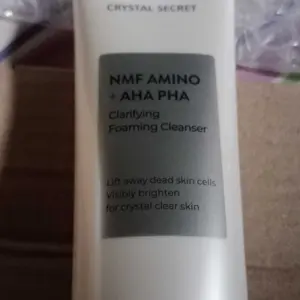 CRYSTAL SECRET
NMF AMINO
+ AHA PHA
Clarifying
Foaming Cleanser
Lift away dead skin cells
Visibly brighten
for crystal clear skin